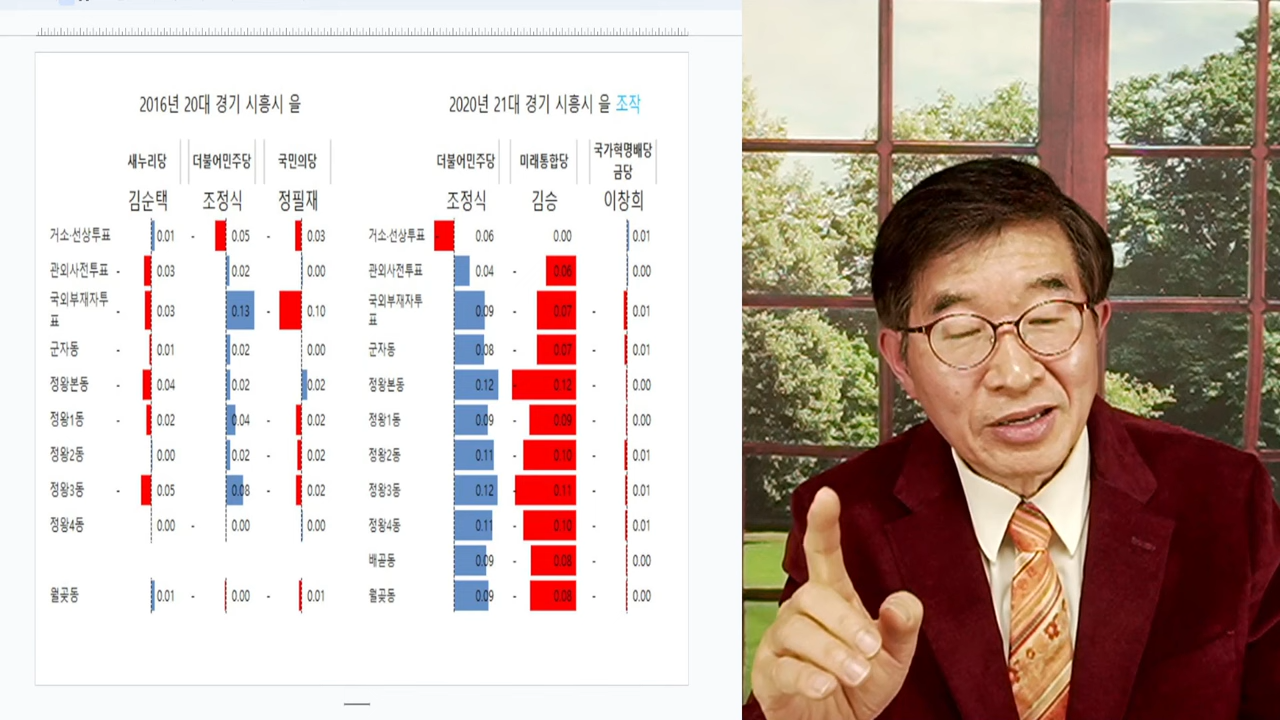 2016년 20대 경기 시흥시 을
새누리당 더불어민주당 국민의당
김순택 조정식 정필재
거소·선상투표 0.01 - 0.05 - 0.03
관외사전투표 - 0.03 0.02 0.00
국외부재자투
표 - 0.03 0.13 - 0.10
군자동 - 0.01 0.02 0.00
정왕본동 - 0.04 0.02 0.02
정왕1동 - 0.02 0.04 - 0.02
정왕2동 0.00 0.02 - 0.02
정왕3동 - 0.05 0.08 - 0.02
정왕4동 0.00 - 0.00 0.00
월곶동 0.01 - 0.00 - 0.01
2020년 21대 경기 시흥시 을 조작
더불어민주당 미래통합당 국가혁명배당
금당
조정식 김승 이창희
거소·선상투표 - 0.06 0.00 0.01
관외사전투표 0.04 - 0.06 0.00
국외부재자투
표 0.09 - 0.07 - 0.01
군자동 0.08 - 0.07 - 0.01
정왕본동 0.12 - 0.12 - 0.00
정왕1동 0.09 - 0.09 - 0.00
정왕2동 0.11 - 0.10 - 0.01
정왕3동 0.12 - 0.11 - 0.01
정왕4동 0.11 - 0.10 - 0.01
배곧동 0.09 - 0.08 - 0.00
월곶동 0.09 - 0.08 - 0.00